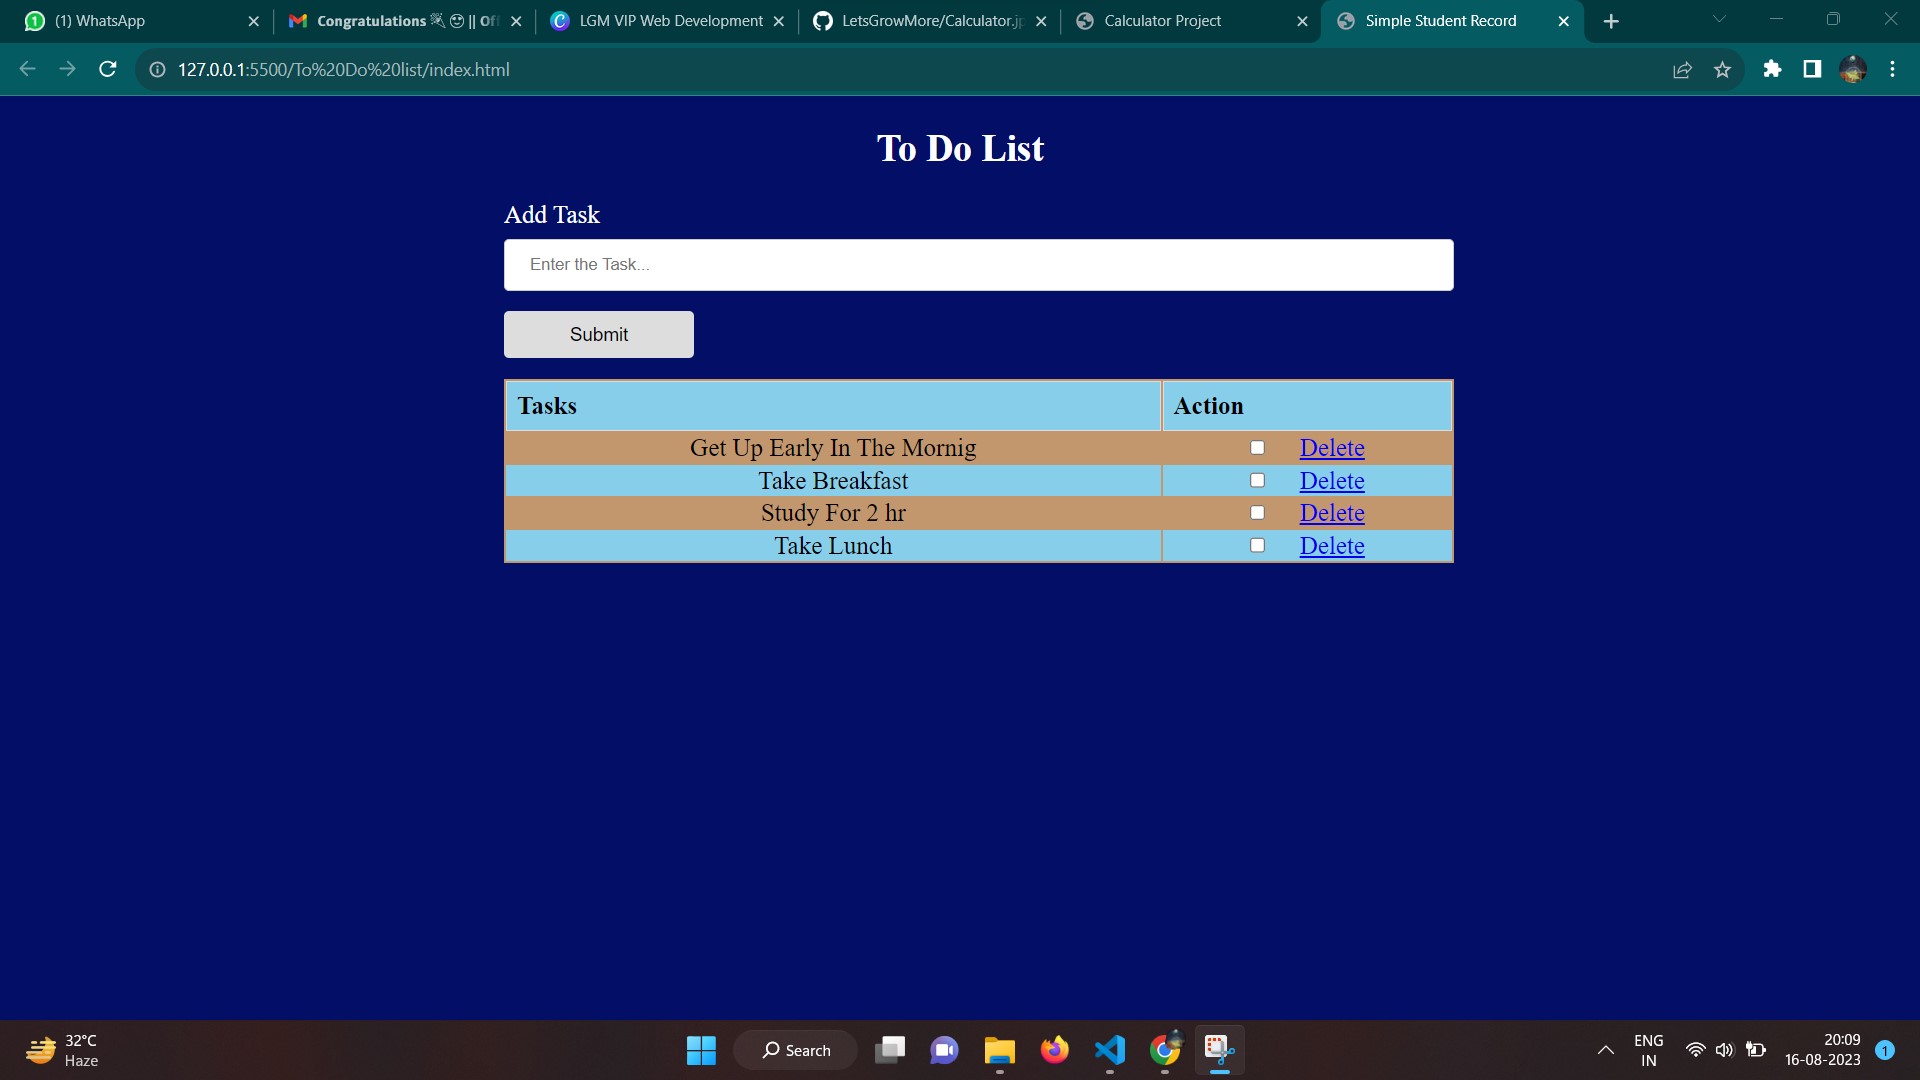 (1) WhatsApp
Congratulations || Of
LGM VIP Web Development
LetsGrowMore/Calculator.jp
Calculator Project
Simple Student Record
127.0.0.1:5500/To%20Do%20list/index.html
To Do List
Add Task
Enter the Task...
Submit
Tasks Action
Get Up Early In The Mornig Delete
Take Breakfast Delete
Study For 2 hr Delete
Take Lunch Delete
32°C
Haze
Search
ENG
IN
20:09
16-08-2023
1